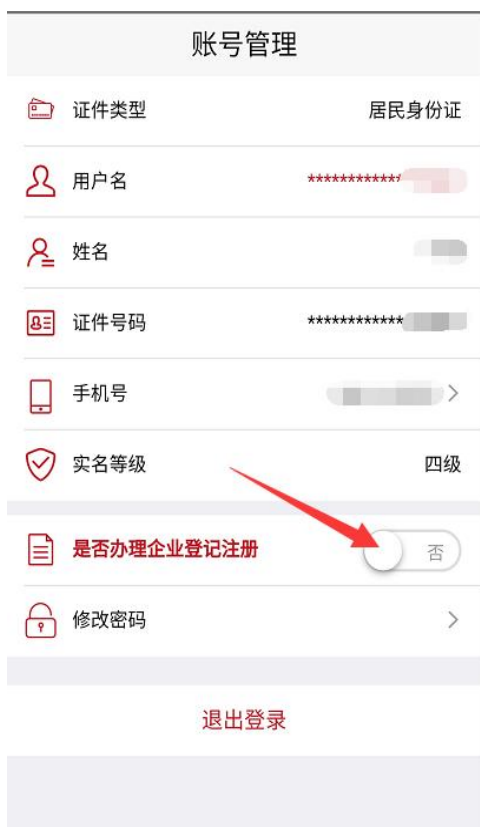 账号管理
证件类型 居民身份证
用户名 ************
姓名
证件号码 ************
手机号
实名等级 四级
是否办理企业登记注册 否
修改密码
退出登录